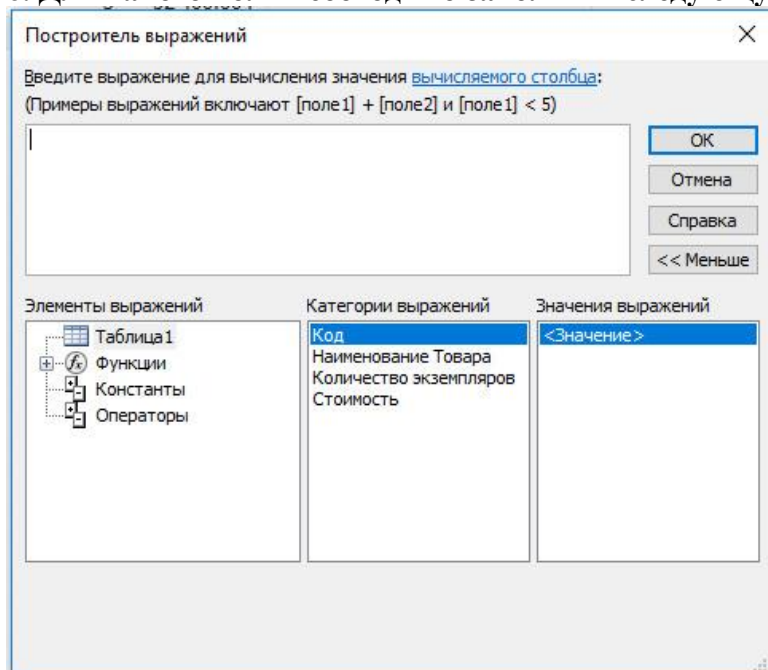 Построитель выражений
Введите выражение для вычисления значения вычисляемого столбца:
(Примеры выражений включают [поле1] + [поле2] и [поле1] < 5)
ОК
Отмена
Справка
<< Меньше
Элементы выражений
Категории выражений
Значения выражений
Таблица1
Функции
Константы
Операторы
Код
Наименование Товара
Количество экземпляров
Стоимость
<Значение>